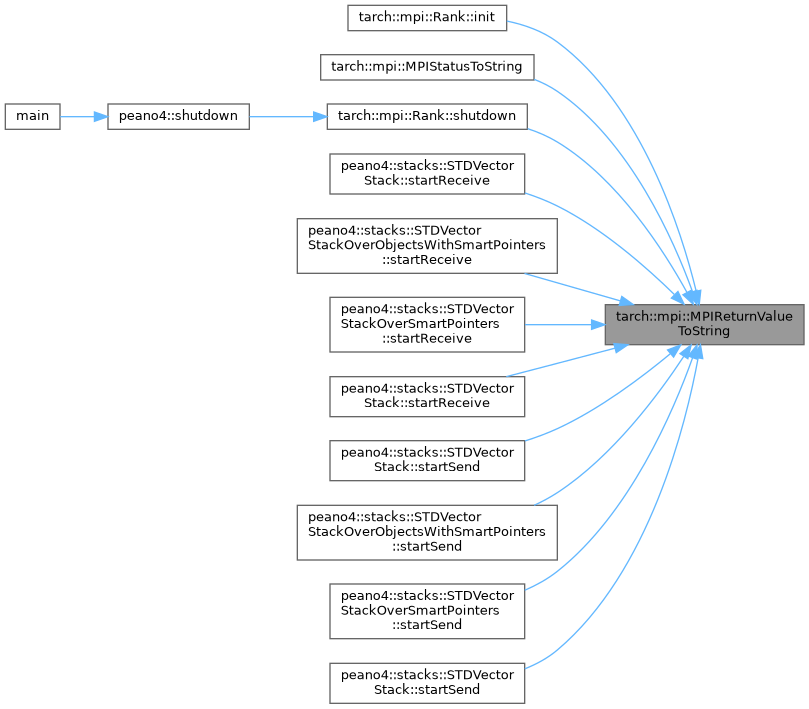 tarch::mpi::Rank::init
tarch::mpi::MPIStatusToString
main
peano4::shutdown
tarch::mpi::Rank::shutdown
peano4::stacks::STDVector
Stack::startReceive
peano4::stacks::STDVector
StackOverObjectsWithSmartPointers
::startReceive
peano4::stacks::STDVector
StackOverSmartPointers
::startReceive
tarch::mpi::MPIReturnValue
ToString
peano4::stacks::STDVector
Stack::startReceive
peano4::stacks::STDVector
Stack::startSend
peano4::stacks::STDVector
StackOverObjectsWithSmartPointers
::startSend
peano4::stacks::STDVector
StackOverSmartPointers
::startSend
peano4::stacks::STDVector
Stack::startSend